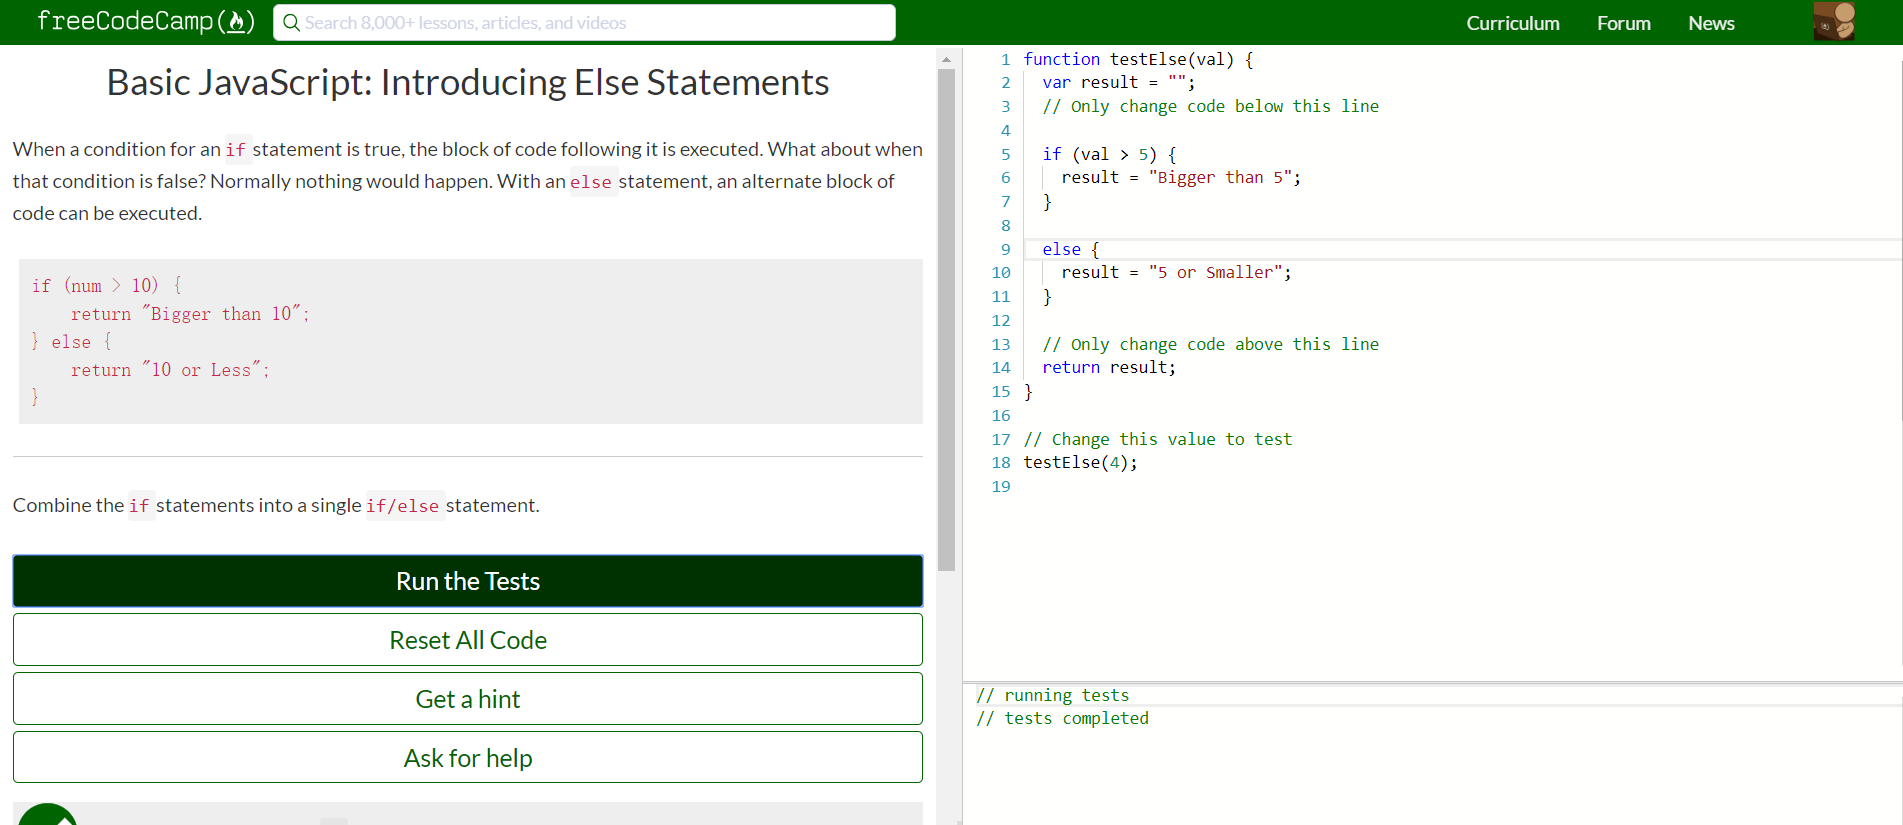 freeCodeCamp
Search 8,000+ lessons, articles, and videos
Curriculum
Forum
News
Basic JavaScript: Introducing Else Statements
When a condition for an if statement is true, the block of code following it is executed. What about when
that condition is false? Normally nothing would happen. With an else statement, an alternate block of
code can be executed.
if (num > 10) {
    return "Bigger than 10";
} else {
    return "10 or Less";
}
Combine the if statements into a single if/else statement.
Run the Tests
Reset All Code
Get a hint
Ask for help
1 function testElse(val) {
2   var result = "";
3   // Only change code below this line
4
5   if (val > 5) {
6     result = "Bigger than 5";
7   }
8
9   else {
10     result = "5 or Smaller";
11   }
12
13   // Only change code above this line
14   return result;
15 }
16
17 // Change this value to test
18 testElse(4);
19
// running tests
// tests completed